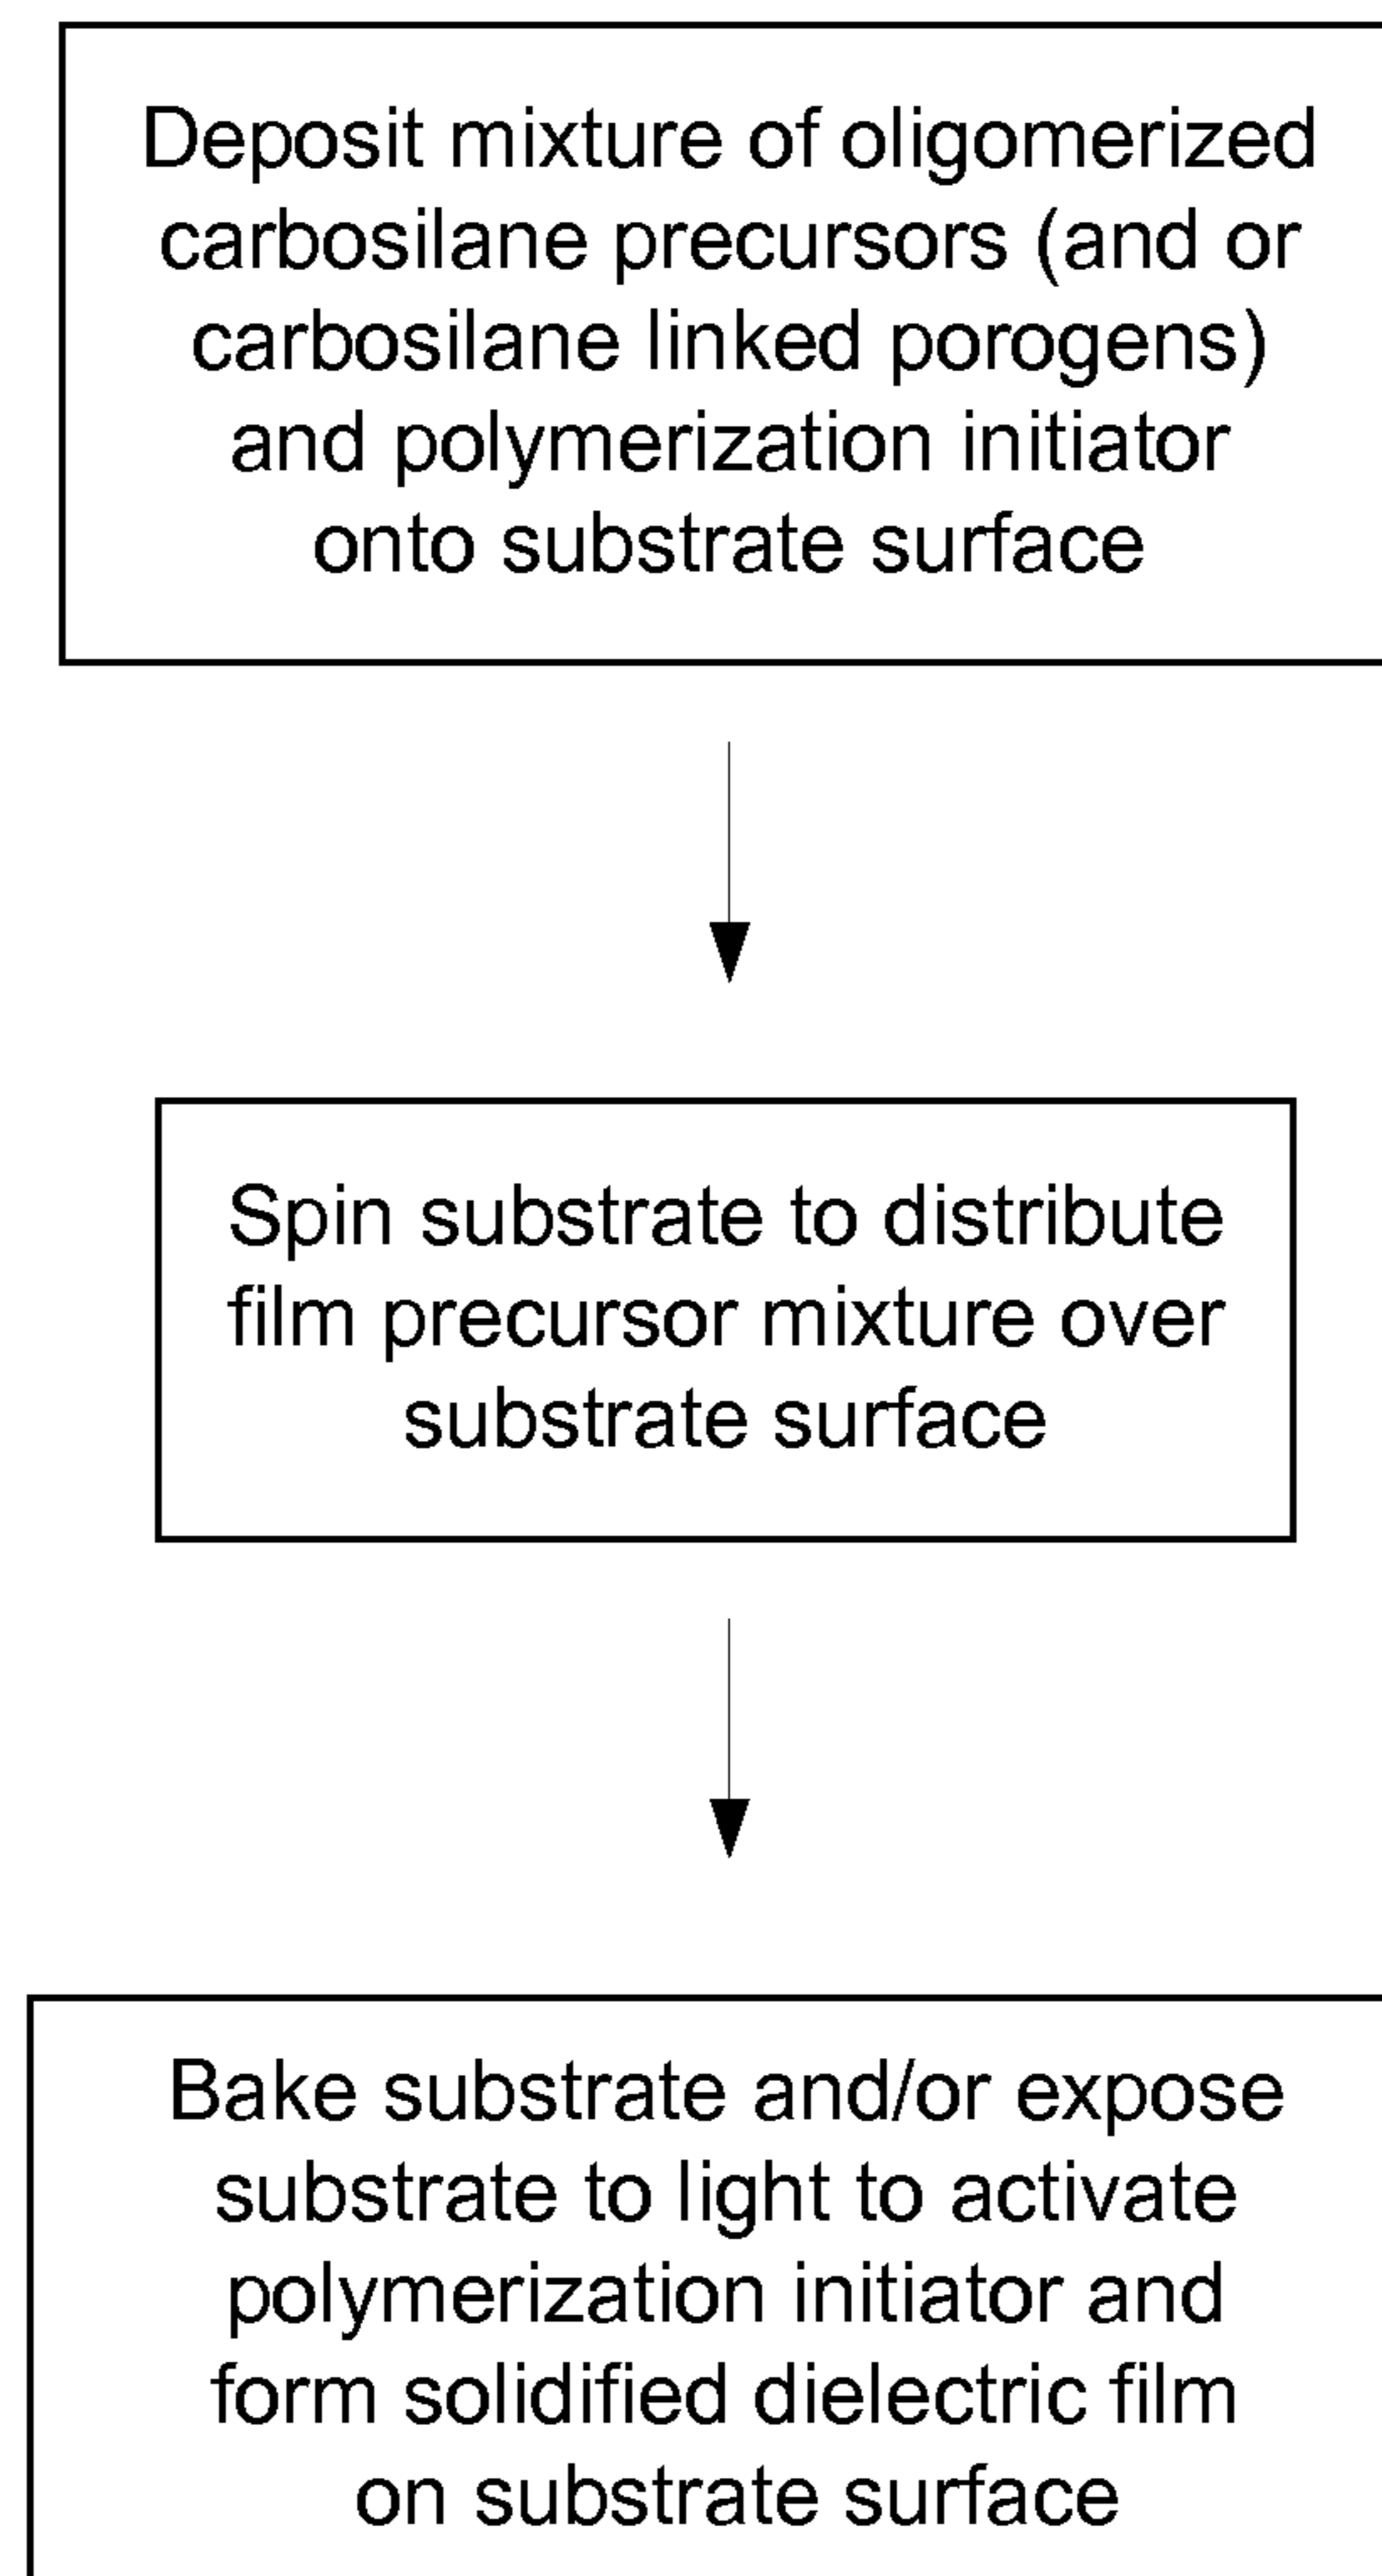 Deposit mixture of oligomerized
carbosilane precursors (and or
carbosilane linked porogens)
and polymerization initiator
onto substrate surface
Spin substrate to distribute
film precursor mixture over
substrate surface
Bake substrate and/or expose
substrate to light to activate
polymerization initiator and
form solidified dielectric film
on substrate surface